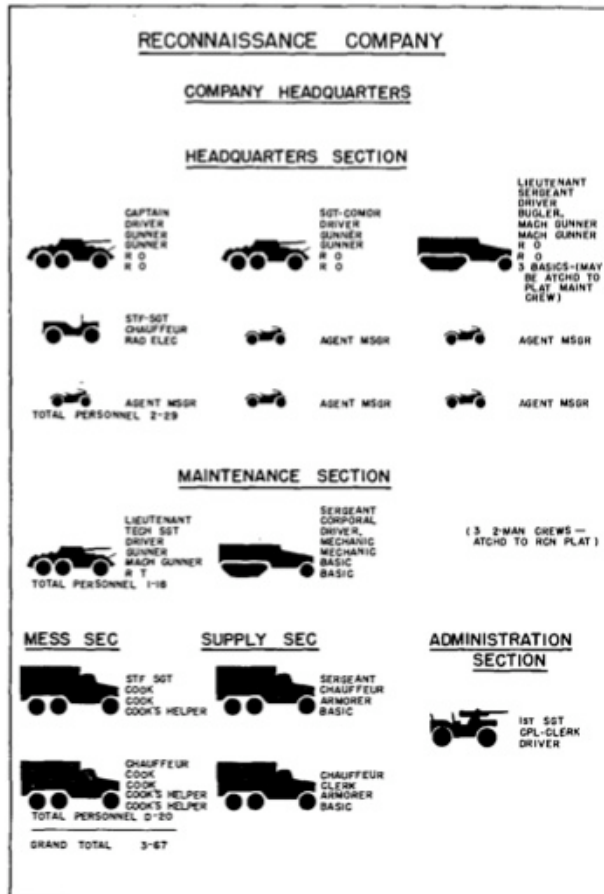 RECONNAISSANCE COMPANY
COMPANY HEADQUARTERS
HEADQUARTERS SECTION
CAPTAIN
DRIVER
GUNNER
GUNNER
R O
R O
SGT-COMDR
DRIVER
GUNNER
GUNNER
R O
R O
LIEUTENANT
SERGEANT
DRIVER
BUGLER,
MACH GUNNER
MACH GUNNER
R O
R O
3 BASICS-(MAY
BE ATCHD TO
PLAT MAINT
CREW)
STF-SGT
CHAUFFEUR
RAD ELEC
AGENT MSGR
AGENT MSGR
AGENT MSGR
AGENT MSGR
AGENT MSGR
TOTAL PERSONNEL 2-29
MAINTENANCE SECTION
LIEUTENANT
TECH SGT
DRIVER
GUNNER
MACH GUNNER
R T
SERGEANT
CORPORAL
DRIVER,
MECHANIC
MECHANIC
BASIC
BASIC
(3 2-MAN CREWS—
ATCHD TO RCN PLAT)
TOTAL PERSONNEL 1-18
MESS SEC
STF SGT
COOK
COOK
COOK'S HELPER
CHAUFFEUR
COOK
COOK
COOK'S HELPER
COOK'S HELPER
SUPPLY SEC
SERGEANT
CHAUFFEUR
ARMORER
BASIC
CHAUFFEUR
CLERK
ARMORER
BASIC
ADMINISTRATION
SECTION
1ST SGT
CPL-CLERK
DRIVER
TOTAL PERSONNEL 0-20
GRAND TOTAL 3-67